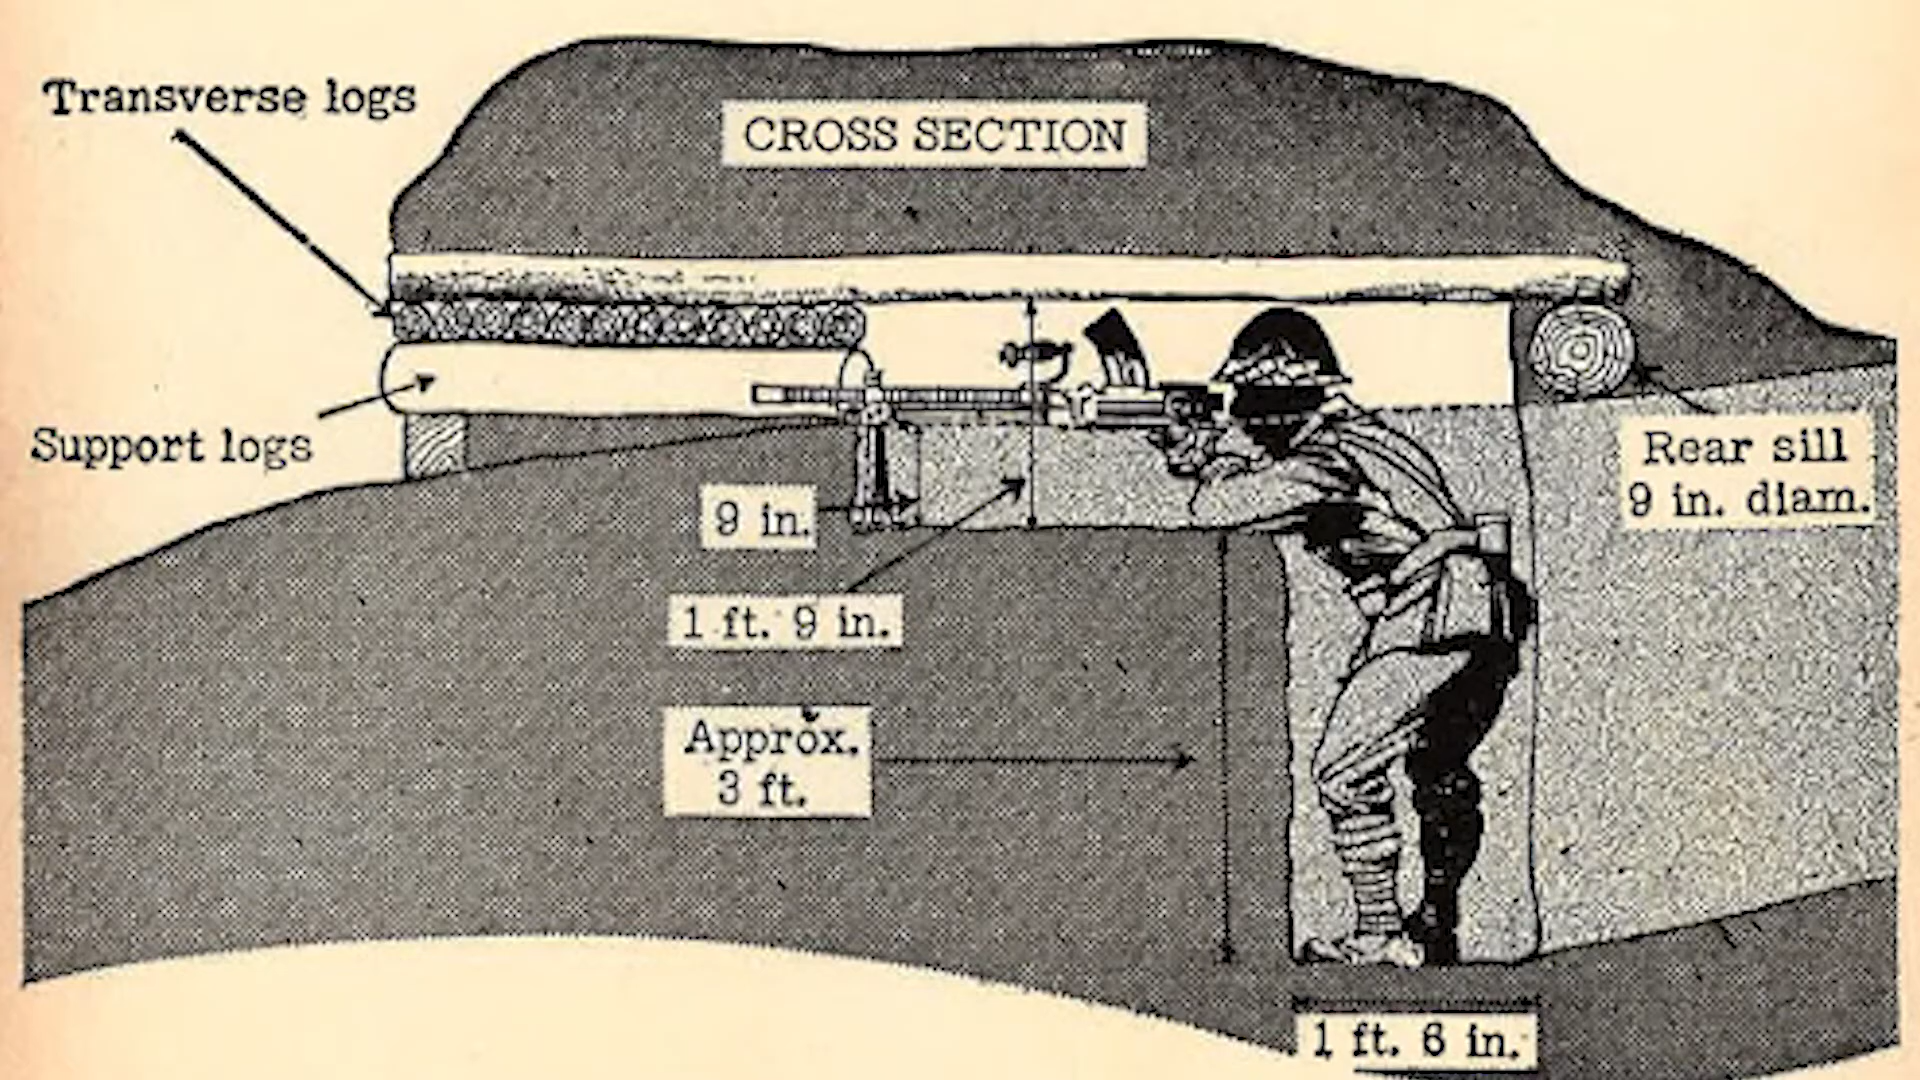 Transverse logs
CROSS SECTION
Support logs
Rear sill
9 in. diam.
9 in.
1 ft. 9 in.
Approx.
3 ft.
1 ft. 6 in.